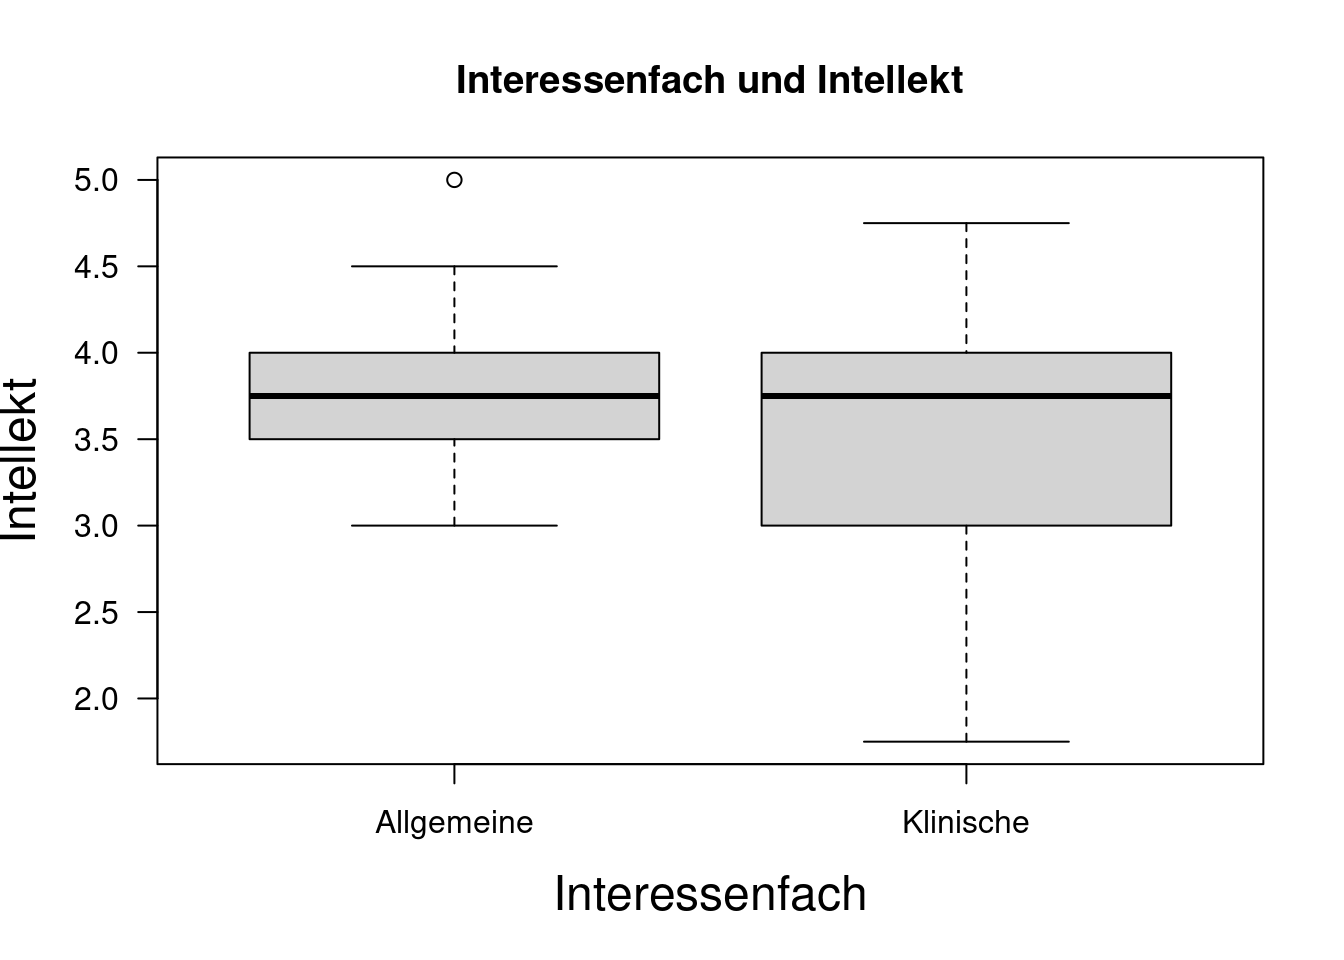 Interessenfach und Intellekt
5.0
4.5
4.0
3.5
3.0
2.5
2.0
Intellekt
Allgemeine
Klinische
Interessenfach